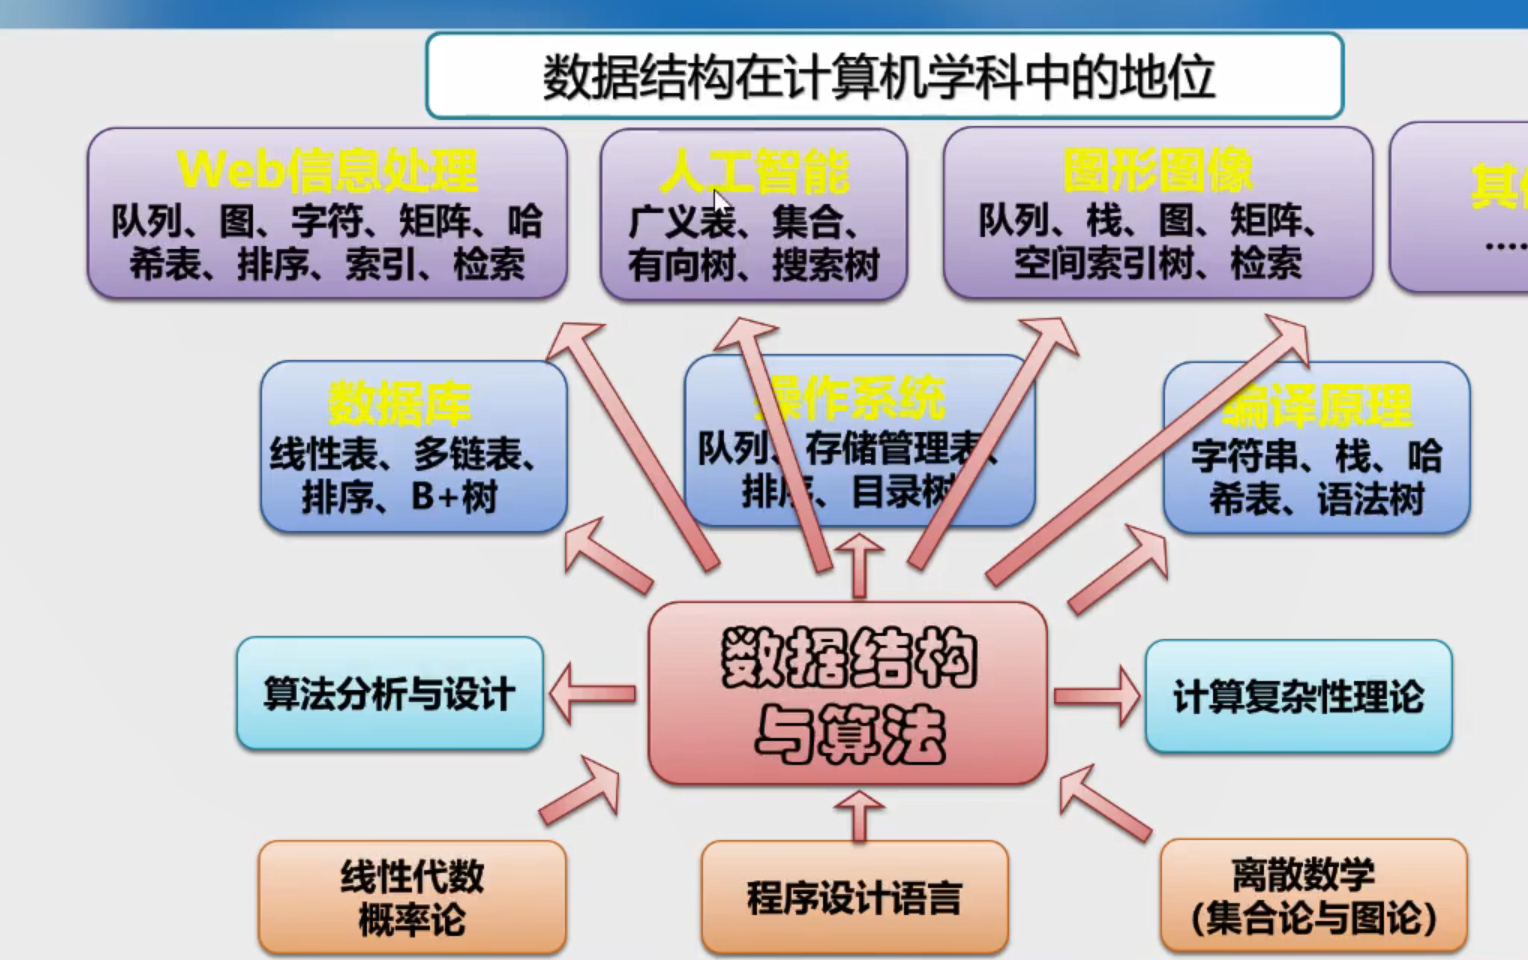 数据结构在计算机学科中的地位
Web信息处理
队列、图、字符、矩阵、哈
希表、排序、索引、检索
人工智能
广义表、集合、
有向树、搜索树
图形图像
队列、栈、图、矩阵、
空间索引树、检索
其
……
数据库
线性表、多链表、
排序、B+树
操作系统
队列、存储管理表、
排序、目录树
编译原理
字符串、栈、哈
希表、语法树
算法分析与设计
数据结构
与算法
计算复杂性理论
线性代数
概率论
程序设计语言
离散数学
（集合论与图论）